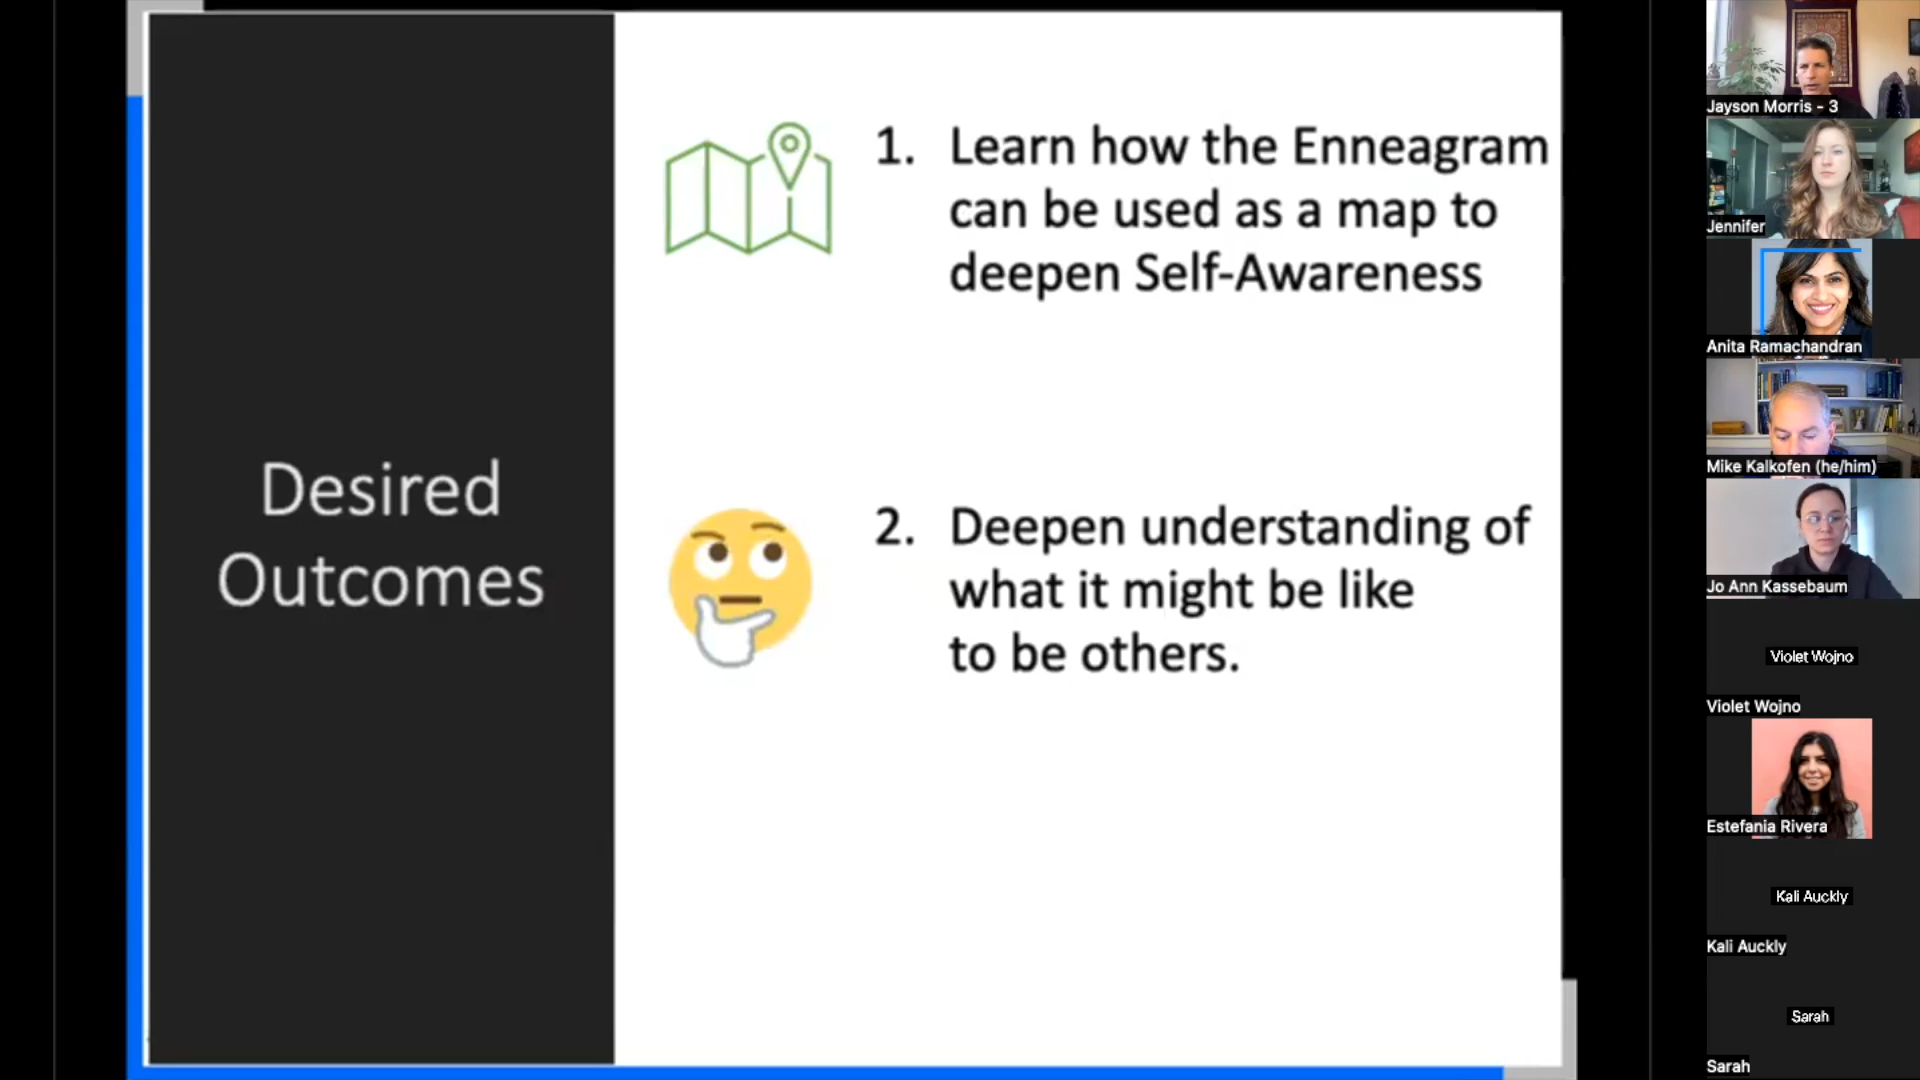 Desired
Outcomes
1. Learn how the Enneagram
can be used as a map to
deepen Self-Awareness
2. Deepen understanding of
what it might be like
to be others.
Jayson Morris - 3
Jennifer
Anita Ramachandran
Mike Kalkofen (he/him)
Jo Ann Kassebaum
Violet Wojno
Violet Wojno
Estefania Rivera
Kali Auckly
Kali Auckly
Sarah
Sarah